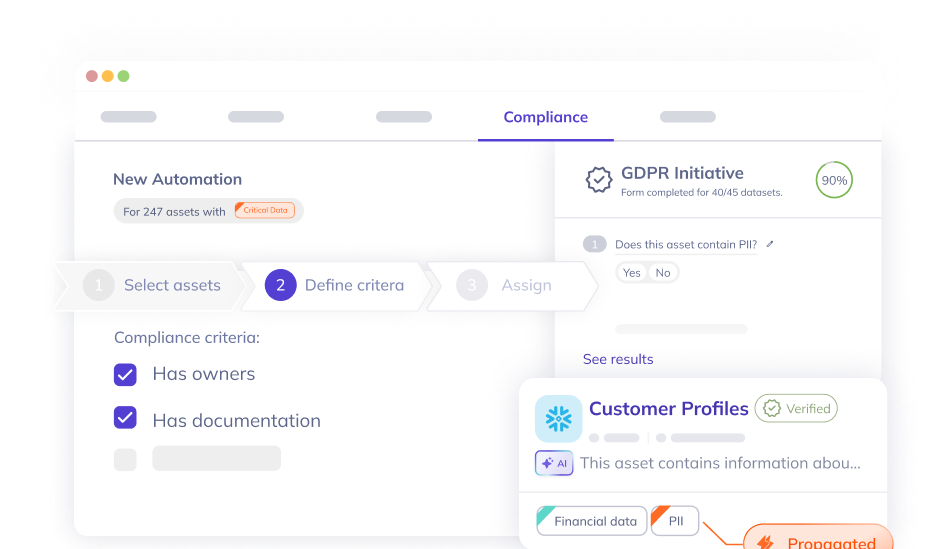 Compliance
New Automation
For 247 assets with Critical Data
GDPR Initiative
Form completed for 40/45 datasets.
90%
1 Does this asset contain PII?
Yes No
1 Select assets
2 Define critera
3 Assign
Compliance criteria:
Has owners
Has documentation
See results
Customer Profiles Verified
AI This asset contains information abou...
Financial data PII
Propagated